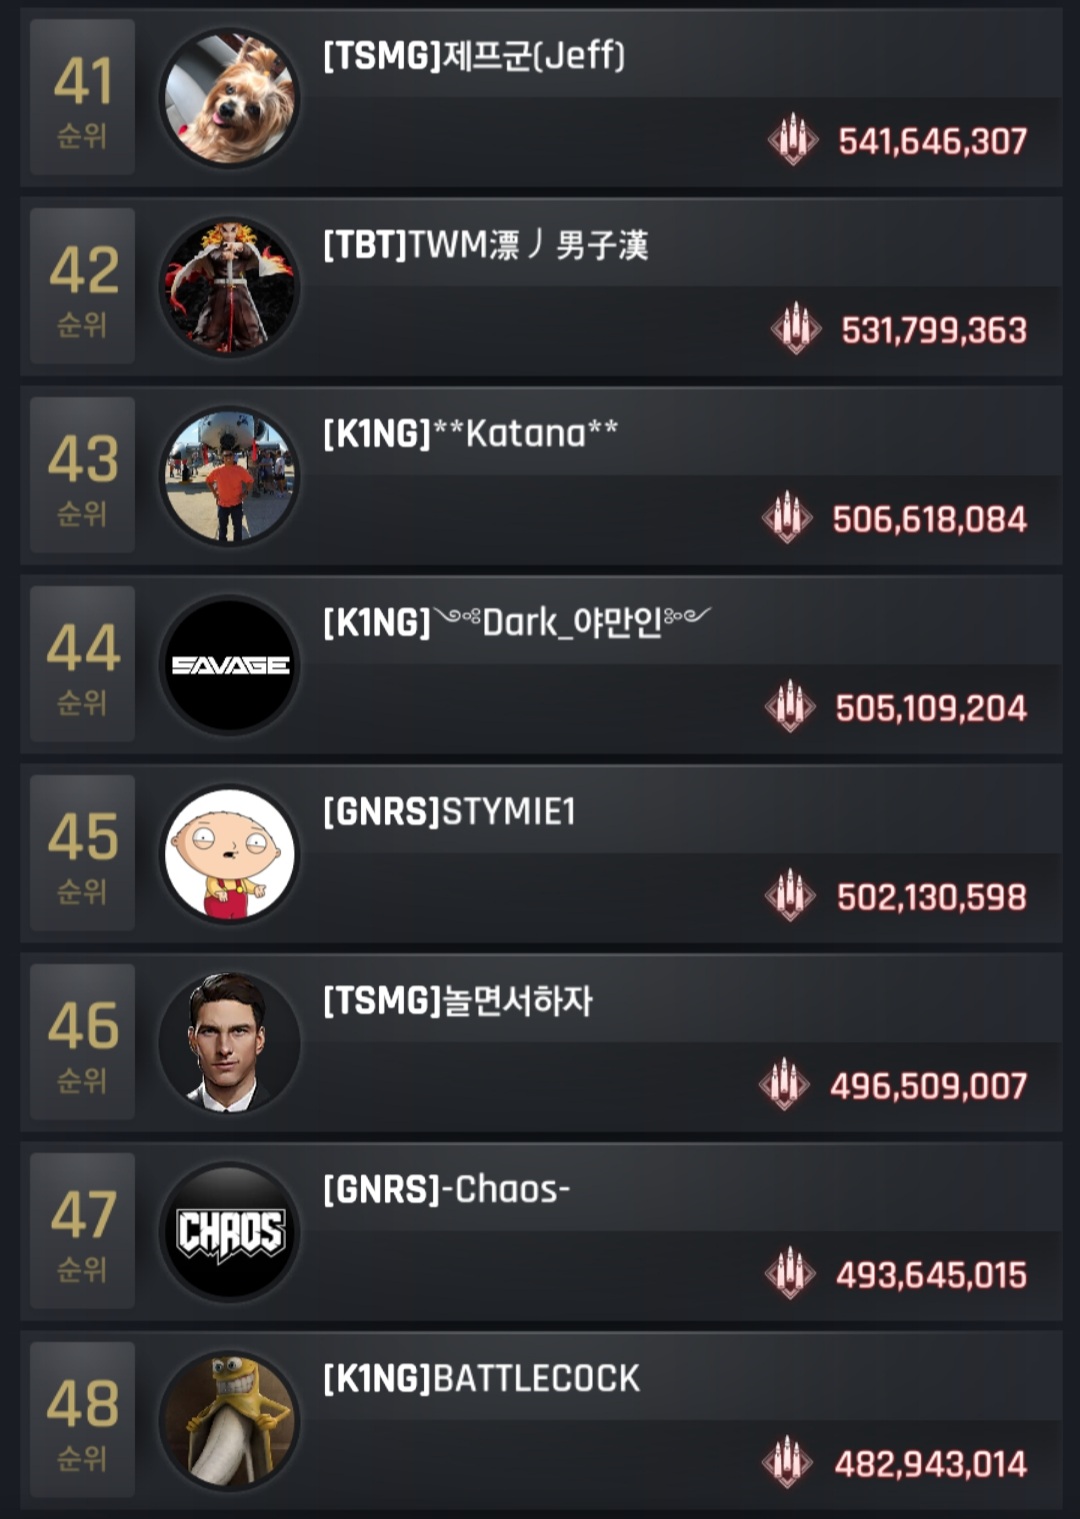 41
순위
[TSMG]제프군(Jeff)
541,646,307
42
순위
[TBT]TWM漂丿男子漢
531,799,363
43
순위
[K1NG]**Katana**
506,618,084
44
순위
[K1NG]༺Dark_야만인༻
SAVAGE
505,109,204
45
순위
[GNRS]STYMIE1
502,130,598
46
순위
[TSMG]놀면서하자
496,509,007
47
순위
[GNRS]-Chaos-
CHAOS
493,645,015
48
순위
[K1NG]BATTLECOCK
482,943,014